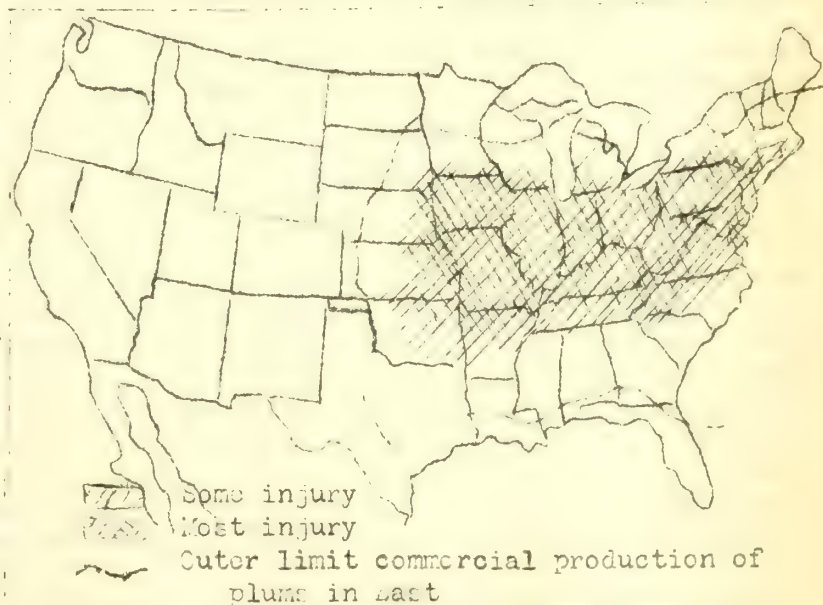 Some injury
Most injury
Outer limit commercial production of
plums in East